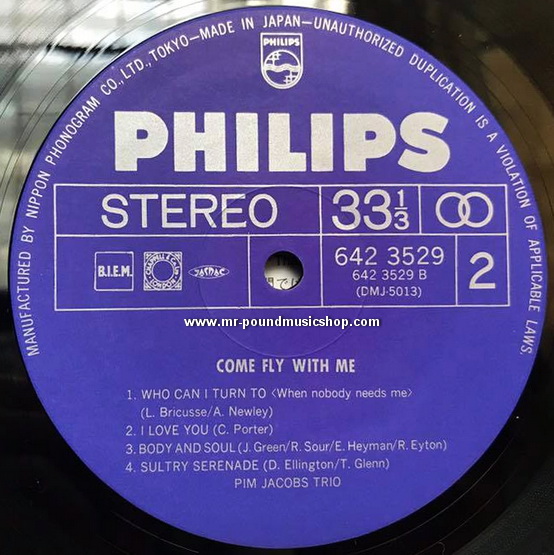 MANUFACTURED BY NIPPON PHONOGRAM CO., LTD., TOKYO—MADE IN JAPAN—UNAUTHORIZED DUPLICATION IS A VIOLATION OF APPLICABLE LAWS.
PHILIPS
PHILIPS
STEREO 33⅓
B.I.E.M. JASRAC 642 3529
642 3529 B
(DMJ-5013)
2
www.mr-poundmusicshop.com
COME FLY WITH ME
1. WHO CAN I TURN TO <When nobody needs me>
(L. Bricusse/A. Newley)
2. I LOVE YOU (C. Porter)
3. BODY AND SOUL (J. Green/R. Sour/E. Heyman/R. Eyton)
4. SULTRY SERENADE (D. Ellington/T. Glenn)
PIM JACOBS TRIO